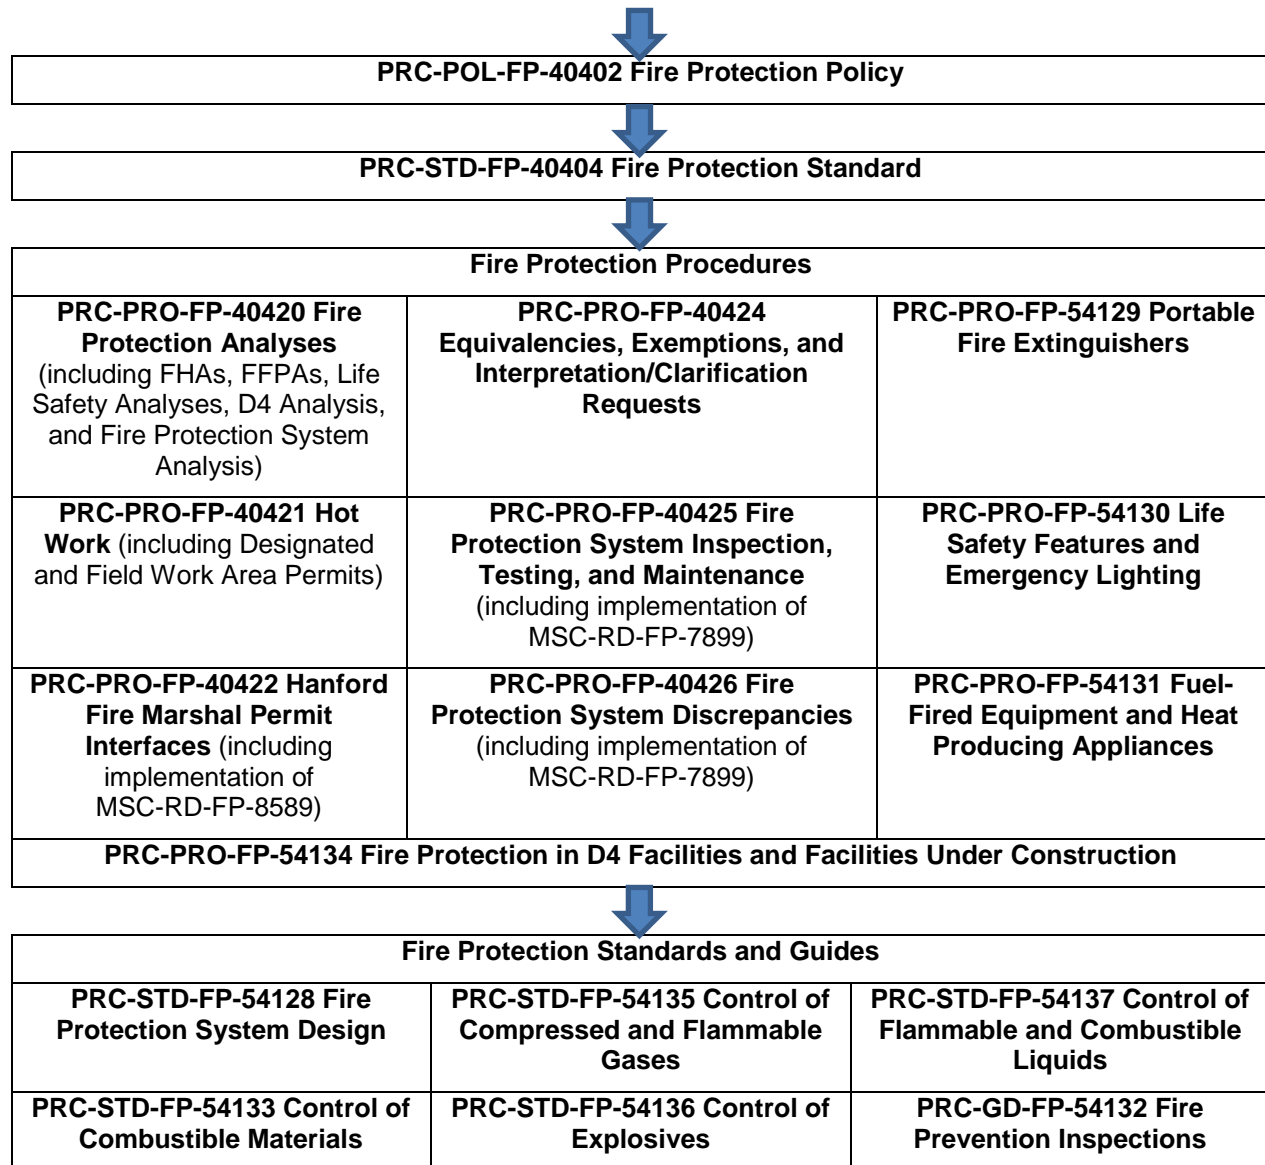 PRC-POL-FP-40402 Fire Protection Policy
PRC-STD-FP-40404 Fire Protection Standard
Fire Protection Procedures
PRC-PRO-FP-40420 Fire
Protection Analyses
(including FHAs, FFPAs, Life
Safety Analyses, D4 Analysis,
and Fire Protection System
Analysis)
PRC-PRO-FP-40424
Equivalencies, Exemptions, and
Interpretation/Clarification
Requests
PRC-PRO-FP-54129 Portable
Fire Extinguishers
PRC-PRO-FP-40421 Hot
Work (including Designated
and Field Work Area Permits)
PRC-PRO-FP-40425 Fire
Protection System Inspection,
Testing, and Maintenance
(including implementation of
MSC-RD-FP-7899)
PRC-PRO-FP-54130 Life
Safety Features and
Emergency Lighting
PRC-PRO-FP-40422 Hanford
Fire Marshal Permit
Interfaces (including
implementation of
MSC-RD-FP-8589)
PRC-PRO-FP-40426 Fire
Protection System Discrepancies
(including implementation of
MSC-RD-FP-7899)
PRC-PRO-FP-54131 Fuel-
Fired Equipment and Heat
Producing Appliances
PRC-PRO-FP-54134 Fire Protection in D4 Facilities and Facilities Under Construction
Fire Protection Standards and Guides
PRC-STD-FP-54128 Fire
Protection System Design
PRC-STD-FP-54135 Control of
Compressed and Flammable
Gases
PRC-STD-FP-54137 Control of
Flammable and Combustible
Liquids
PRC-STD-FP-54133 Control of
Combustible Materials
PRC-STD-FP-54136 Control of
Explosives
PRC-GD-FP-54132 Fire
Prevention Inspections